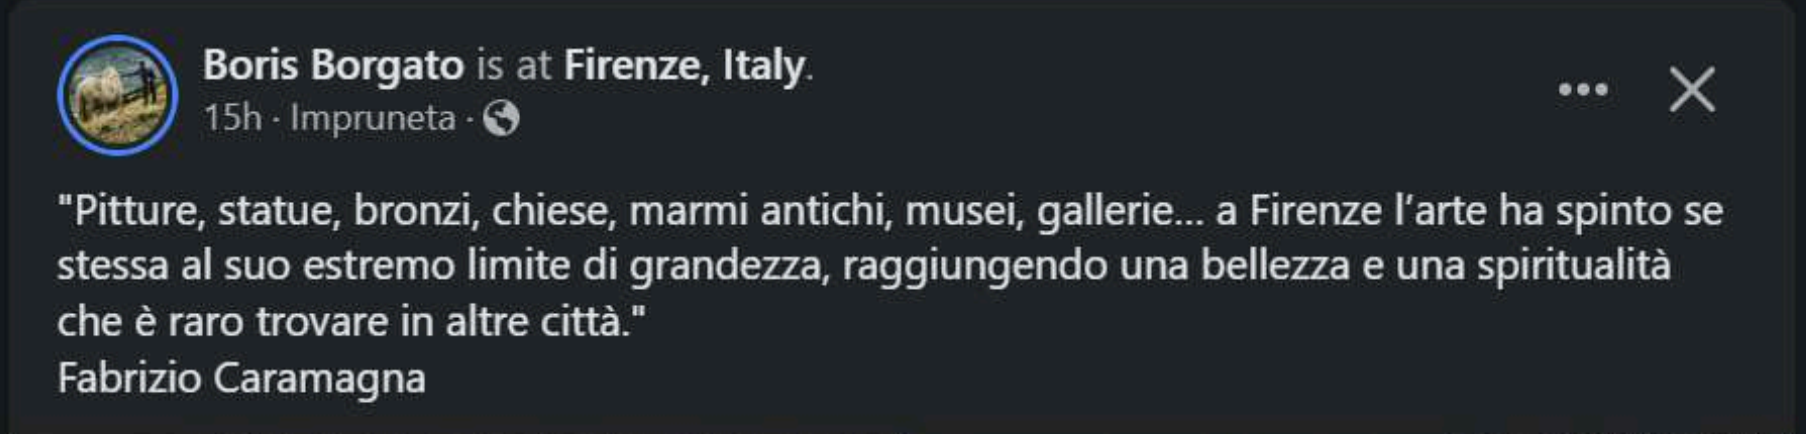 Boris Borgato is at Firenze, Italy.
15h · Impruneta ·
"Pitture, statue, bronzi, chiese, marmi antichi, musei, gallerie... a Firenze l’arte ha spinto se
stessa al suo estremo limite di grandezza, raggiungendo una bellezza e una spiritualità
che è raro trovare in altre città."
Fabrizio Caramagna